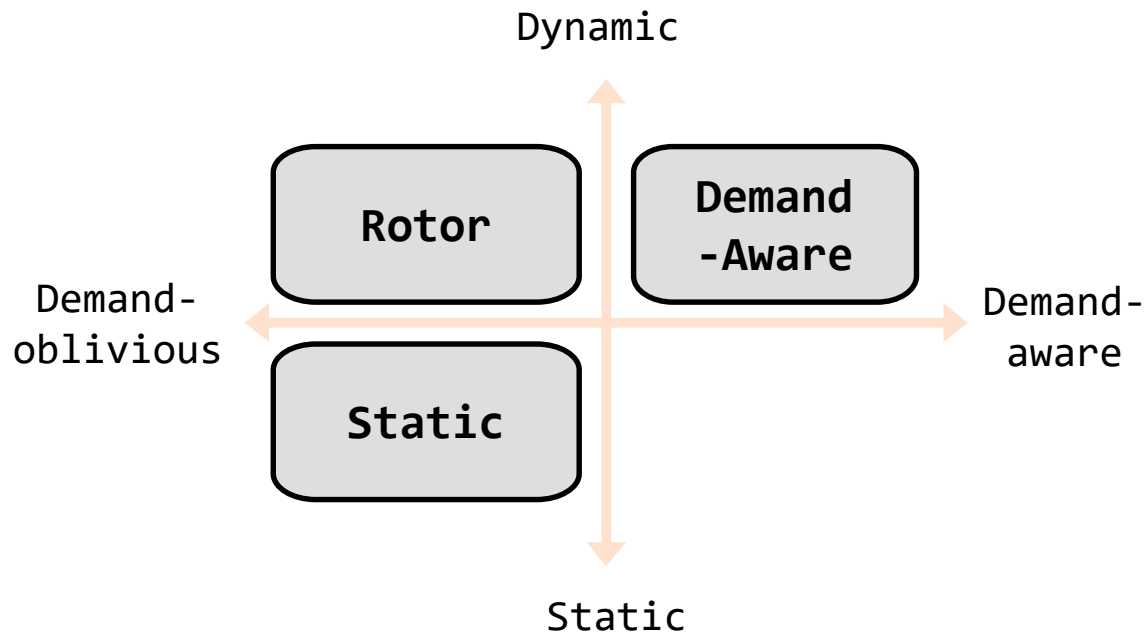 Dynamic
Rotor
Demand
-Aware
Demand-
oblivious
Demand-
aware
Static
Static